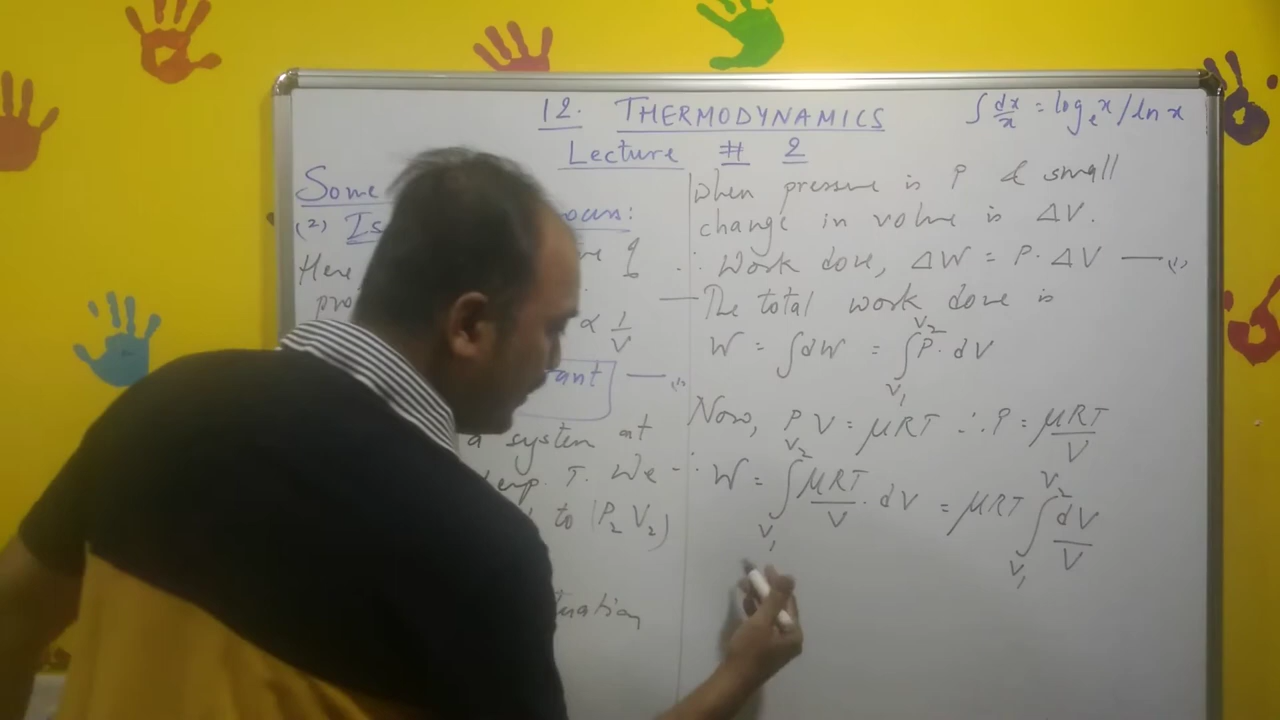 12. THERMODYNAMICS
∫ dx/x = log_e x / ln x
Lecture # 2
Some
(2) Is
Here
pro
∝ 1/V
ant —(1)
a system at
temp. T. We
to (P₂ V₂)
when pressure is P & small
change in volume is ΔV.
∴ Work done, ΔW = P. ΔV —(1)
— The total work done is
W = ∫dW = ∫_{V₁}^{V₂} P. dV
Now, PV = μRT ∴ P = μRT/V
∴ W = ∫_{V₁}^{V₂} μRT/V . dV = μRT ∫_{V₁}^{V₂} dV/V